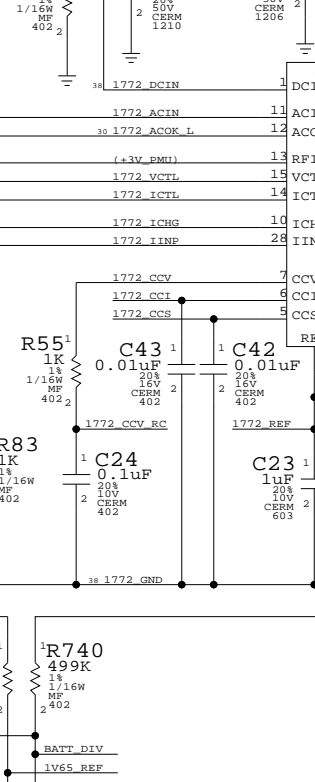 1/16W
MF
402 2
2
50V
CERM
1210
CERM
1206
2
38 1772_DCIN
1 DCI
1772_ACIN
11 ACI
30 1772_ACOK_L
12 ACO
(+3V_PMU)
13
1772_VCTL
15 VCT
1772_ICTL
14 ICT
1772_ICHG
10 ICH
1772_IINP
28 IIN
1772_CCV
7 CCV
1772_CCI
6 CCI
1772_CCS
5 CCS
RE
R55 1
1K
1%
1/16W
MF
402 2
C43 1
0.01uF
20%
16V
CERM 2
402
1 C42
0.01uF
20%
16V
2 CERM
402
1772_CCV_RC
1772_REF
R83
1K
1%
1/16W
MF
402
1 C24
0.1uF
20%
10V
2 CERM
402
C23 1
1uF
20%
10V
CERM 2
603
38 1772_GND
1
2
1 R740
499K
1%
1/16W
MF
2 402
BATT_DIV
1V65_REF